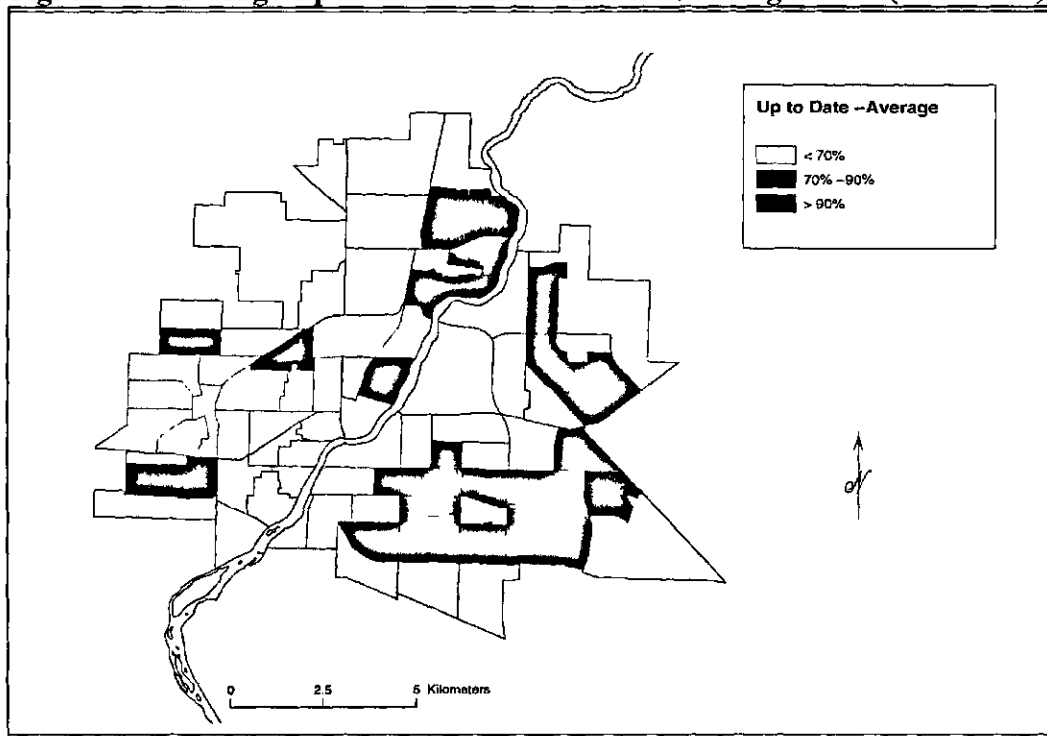 Up to Date -Average
< 70%
70% -90%
> 90%
N
0 2.5 5 Kilometers